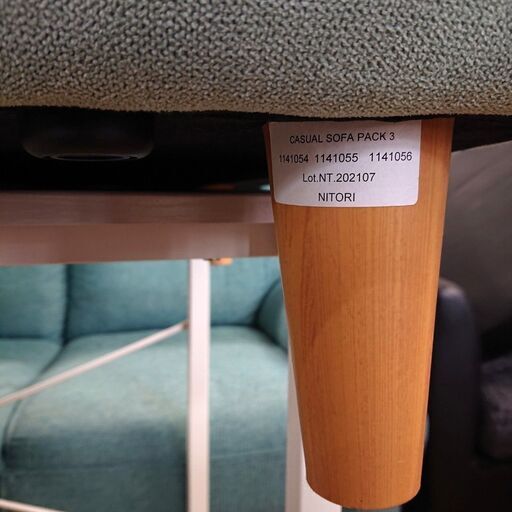 CASUAL SOFA PACK 3
1141054 1141055 1141056
Lot.NT.202107
NITORI